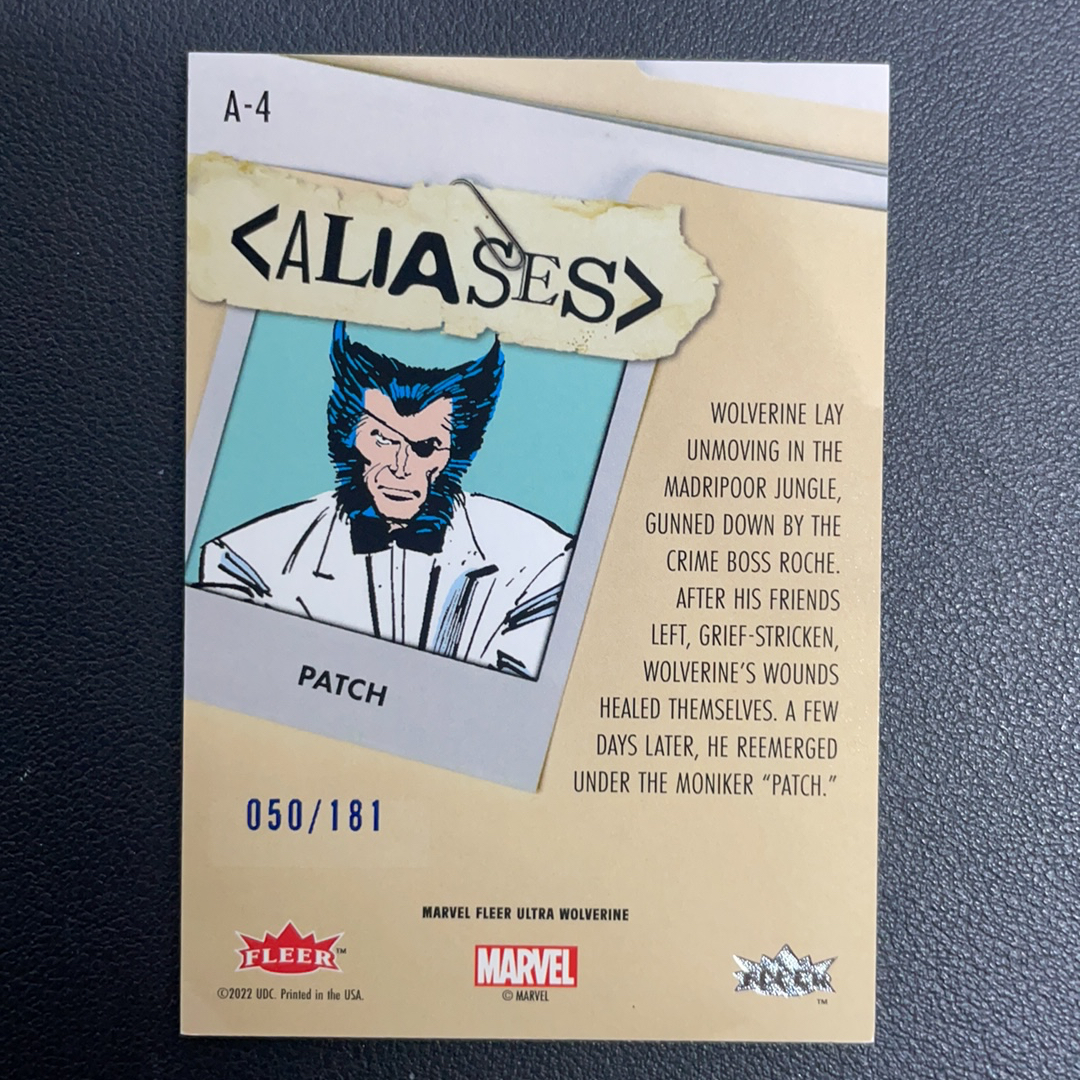 A-4
<ALIASES>
WOLVERINE LAY
UNMOVING IN THE
MADRIPOOR JUNGLE,
GUNNED DOWN BY THE
CRIME BOSS ROCHE.
AFTER HIS FRIENDS
LEFT, GRIEF-STRICKEN,
WOLVERINE'S WOUNDS
HEALED THEMSELVES. A FEW
DAYS LATER, HE REEMERGED
UNDER THE MONIKER “PATCH.”
PATCH
050/181
MARVEL FLEER ULTRA WOLVERINE
FLEER™
©2022 UDC. Printed in the USA.
MARVEL
© MARVEL
FLEER
™